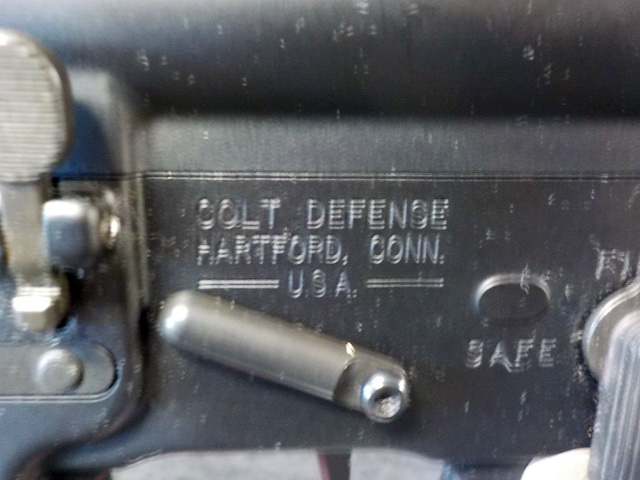 COLT DEFENSE
HARTFORD, CONN.
U.S.A.
SAFE